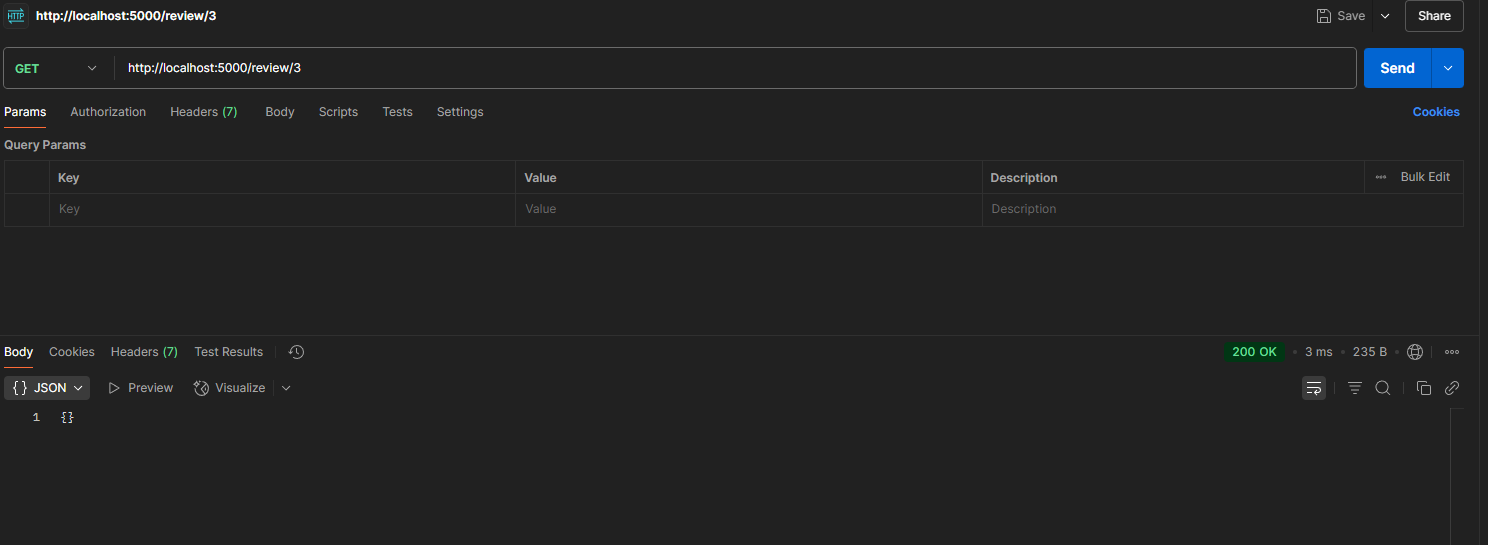 HTTP http://localhost:5000/review/3 Save Share
GET http://localhost:5000/review/3 Send
Params Authorization Headers (7) Body Scripts Tests Settings Cookies
Query Params
Key Value Description Bulk Edit
Key Value Description
Body Cookies Headers (7) Test Results 200 OK • 3 ms • 235 B •
{} JSON Preview Visualize
1 {}